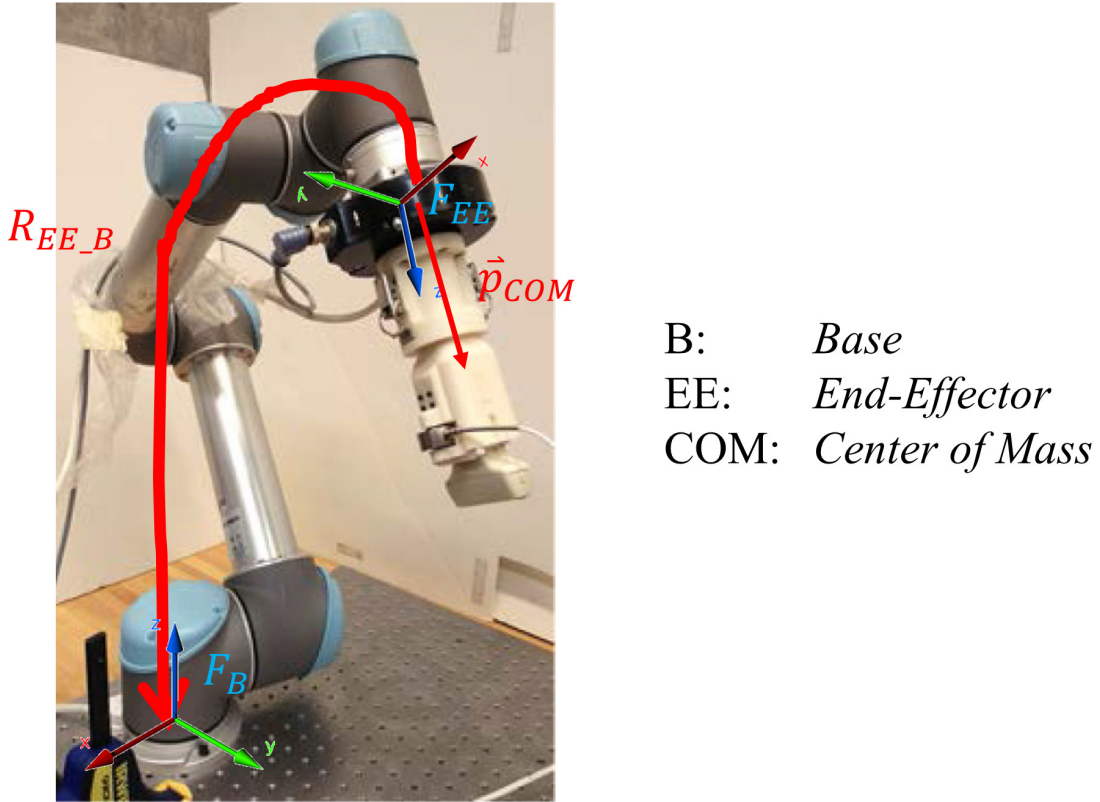 x
y
F_EE
R_EE_B
z
p⃗_COM
B: Base
EE: End-Effector
COM: Center of Mass
z
F_B
x
y